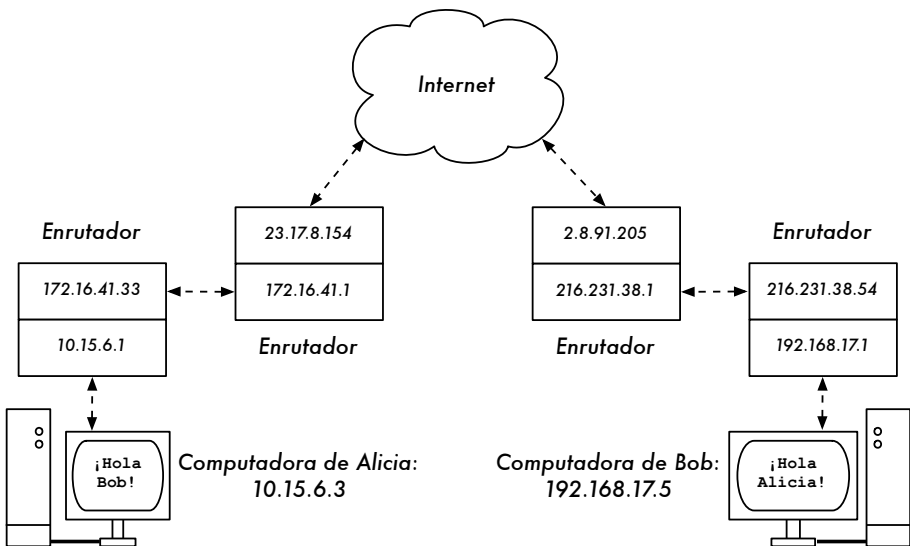 Internet
Enrutador
172.16.41.33
10.15.6.1
23.17.8.154
172.16.41.1
Enrutador
2.8.91.205
216.231.38.1
Enrutador
Enrutador
216.231.38.54
192.168.17.1
¡Hola
Bob!
Computadora de Alicia:
10.15.6.3
Computadora de Bob:
192.168.17.5
¡Hola
Alicia!